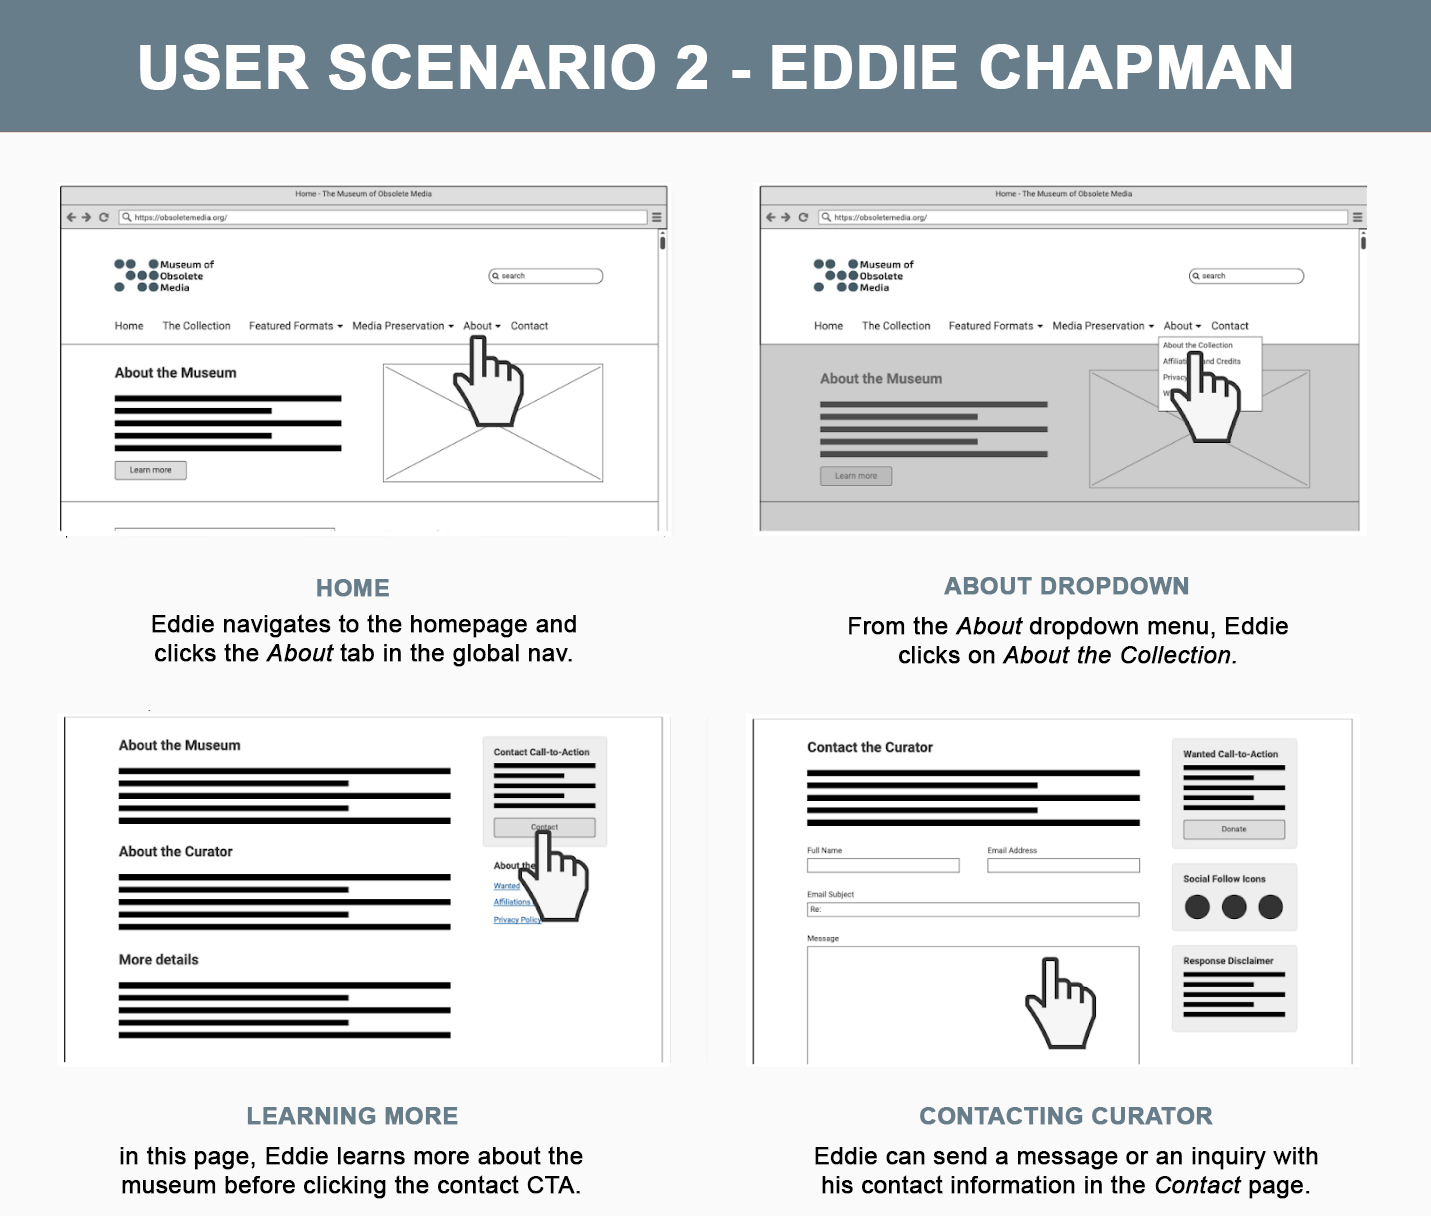 USER SCENARIO 2 - EDDIE CHAPMAN
Home - The Museum of Obsolete Media
https://obsoletemedia.org/
Museum of
Obsolete
Media
search
Home The Collection Featured Formats Media Preservation About Contact
About the Museum
Learn more
HOME
Eddie navigates to the homepage and
clicks the About tab in the global nav.
Home - The Museum of Obsolete Media
https://obsoletemedia.org/
Museum of
Obsolete
Media
search
Home The Collection Featured Formats Media Preservation About Contact
About the Collection
and Credits
Privacy
About the Museum
Learn more
ABOUT DROPDOWN
From the About dropdown menu, Eddie
clicks on About the Collection.
About the Museum
About the Curator
More details
Contact Call-to-Action
Contact
About the
Wanted
Affiliations
Privacy Policy
LEARNING MORE
in this page, Eddie learns more about the
museum before clicking the contact CTA.
Contact the Curator
Full Name
Email Address
Email Subject
Re:
Message
Wanted Call-to-Action
Donate
Social Follow Icons
Response Disclaimer
CONTACTING CURATOR
Eddie can send a message or an inquiry with
his contact information in the Contact page.